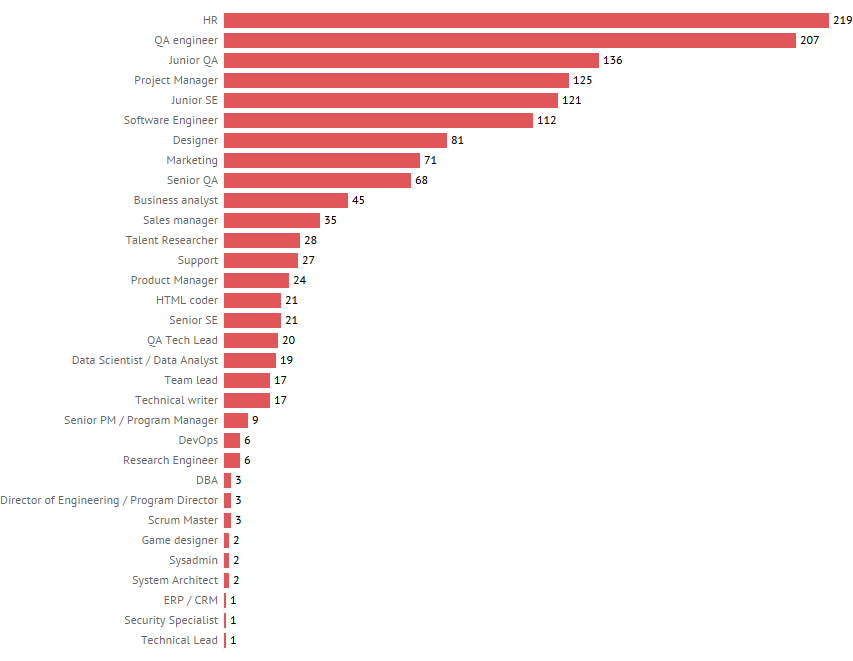 HR 219
QA engineer 207
Junior QA 136
Project Manager 125
Junior SE 121
Software Engineer 112
Designer 81
Marketing 71
Senior QA 68
Business analyst 45
Sales manager 35
Talent Researcher 28
Support 27
Product Manager 24
HTML coder 21
Senior SE 21
QA Tech Lead 20
Data Scientist / Data Analyst 19
Team lead 17
Technical writer 17
Senior PM / Program Manager 9
DevOps 6
Research Engineer 6
DBA 3
Director of Engineering / Program Director 3
Scrum Master 3
Game designer 2
Sysadmin 2
System Architect 2
ERP / CRM 1
Security Specialist 1
Technical Lead 1